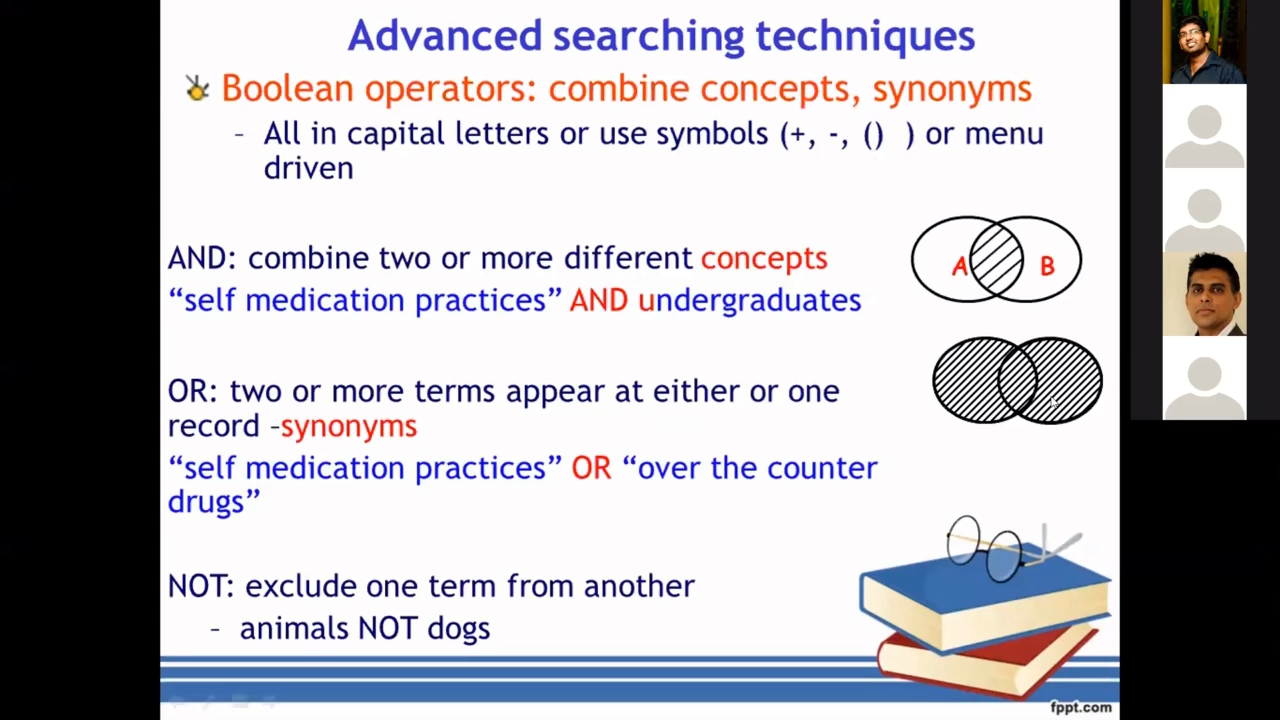 Advanced searching techniques
Boolean operators: combine concepts, synonyms
– All in capital letters or use symbols (+, -, () ) or menu
driven
AND: combine two or more different concepts
“self medication practices” AND undergraduates
A B
OR: two or more terms appear at either or one
record –synonyms
“self medication practices” OR “over the counter
drugs”
NOT: exclude one term from another
– animals NOT dogs
fppt.com